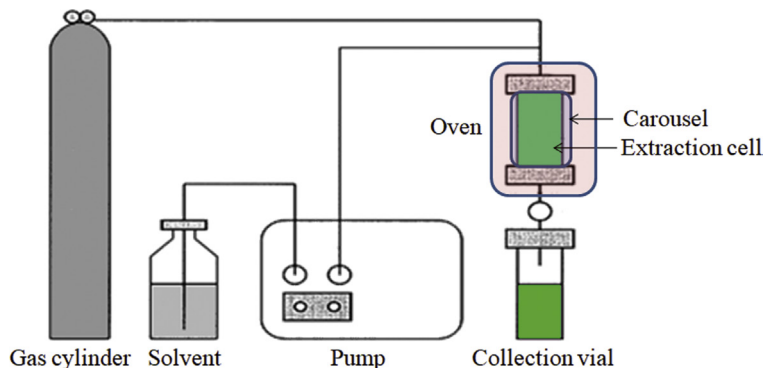 Oven
Carousel
Extraction cell
Gas cylinder
Solvent
Pump
Collection vial